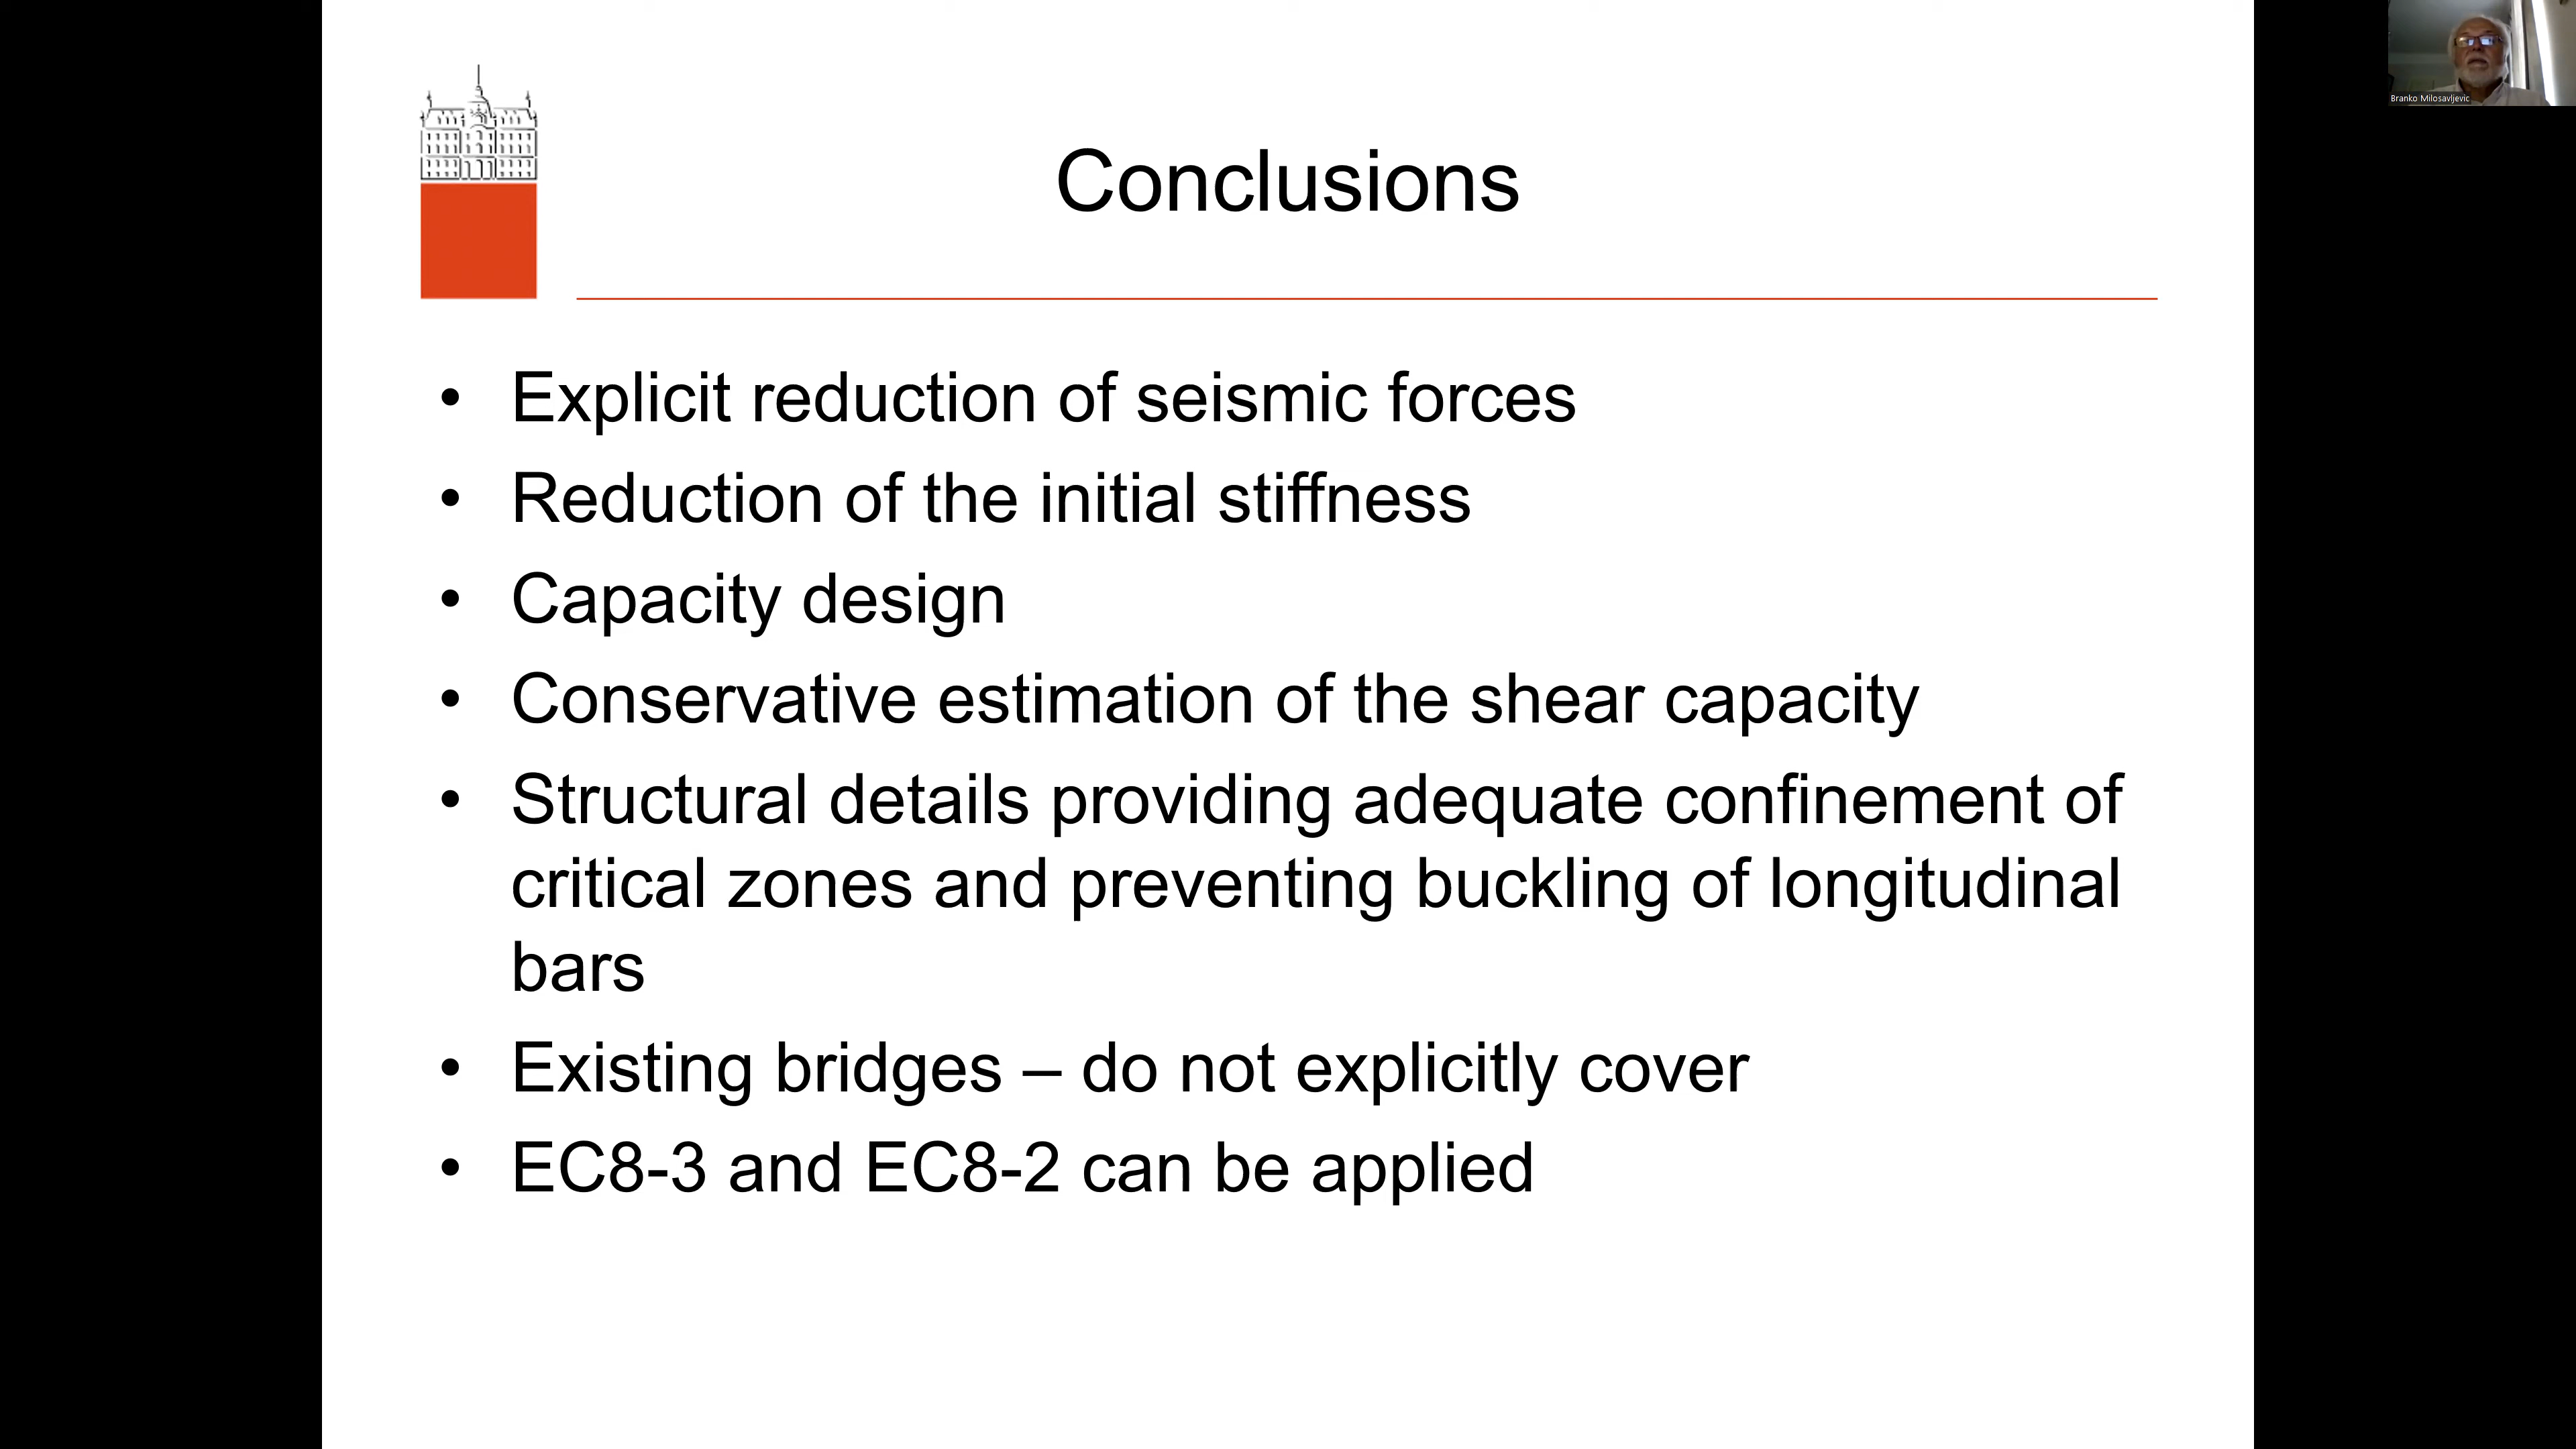 Branko Milosavljevic
Conclusions
• Explicit reduction of seismic forces
• Reduction of the initial stiffness
• Capacity design
• Conservative estimation of the shear capacity
• Structural details providing adequate confinement of
critical zones and preventing buckling of longitudinal
bars
• Existing bridges – do not explicitly cover
• EC8-3 and EC8-2 can be applied